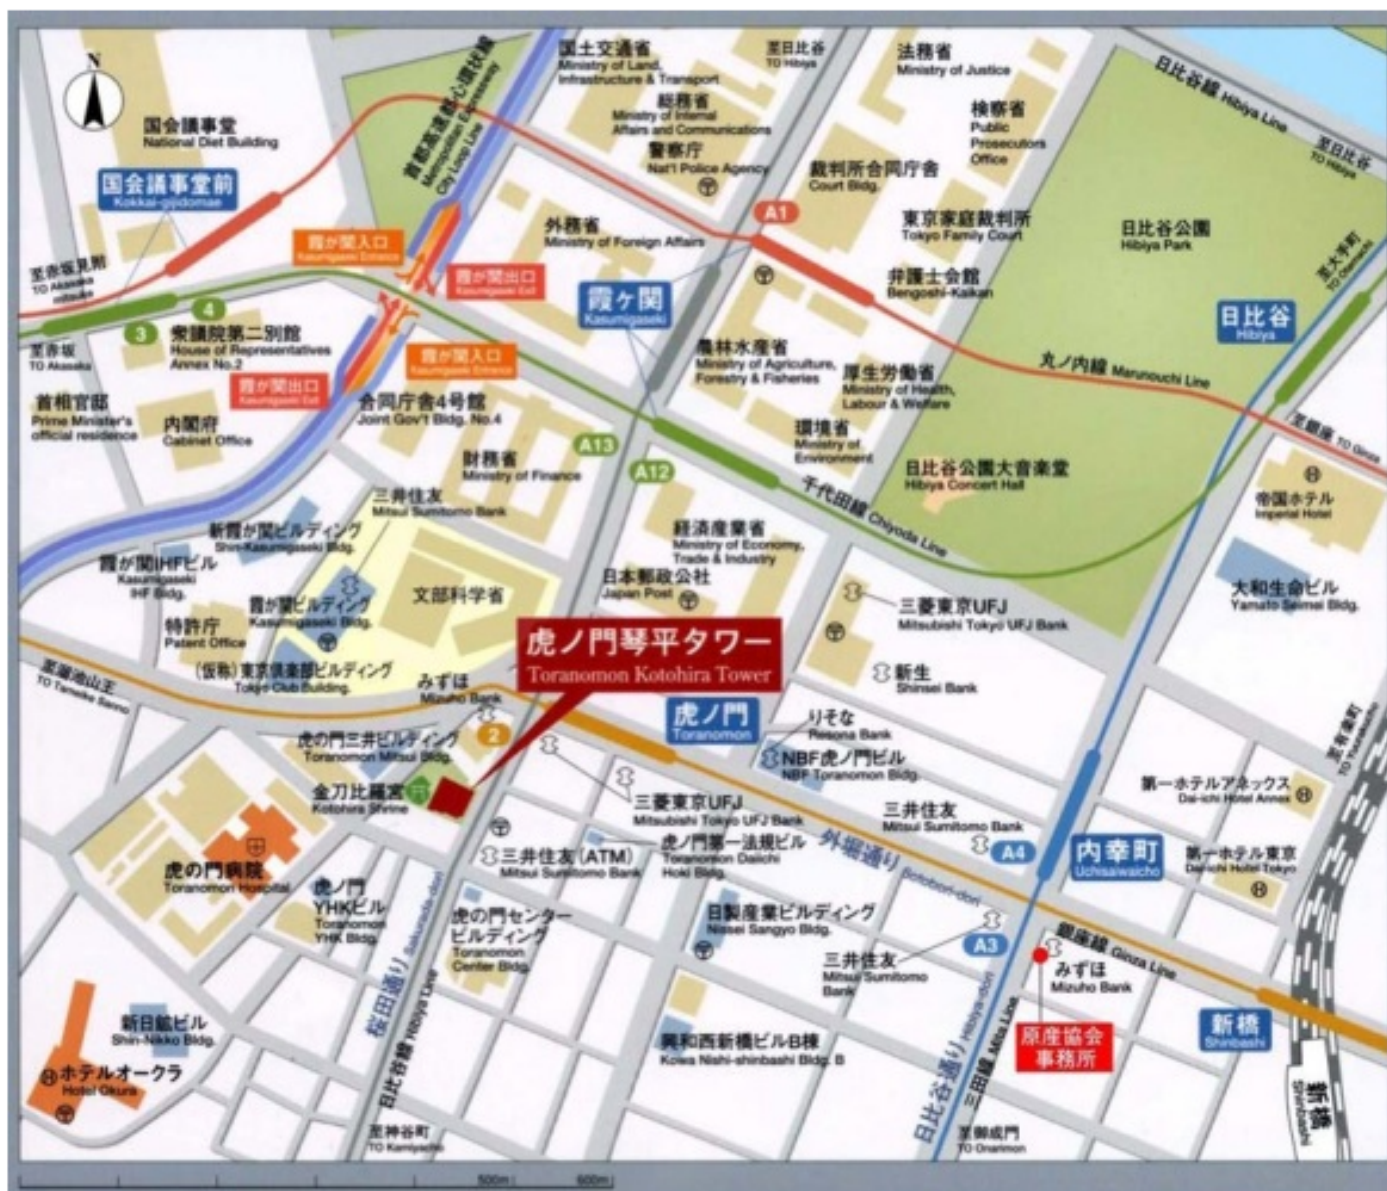 N
国会議事堂
National Diet Building
国会議事堂前
Kokkai-gijidomae
至赤坂見附
TO Akasaka
mitsuke
至赤坂
TO Akasaka
3
4
衆議院第二別館
House of Representatives
Annex No.2
首相官邸
Prime Minister's
official residence
内閣府
Cabinet Office
首都高速都心環状線
Metropolitan Expressway
City Loop Line
霞が関入口
Kasumigaseki Entrance
霞が関出口
Kasumigaseki Exit
霞が関入口
Kasumigaseki Entrance
霞が関出口
Kasumigaseki Exit
合同庁舎4号館
Joint Gov't Bldg. No.4
国土交通省
Ministry of Land,
Infrastructure & Transport
総務省
Ministry of Internal
Affairs and Communications
警察庁
Nat'l Police Agency
至日比谷
TO Hibiya
外務省
Ministry of Foreign Affairs
霞ヶ関
Kasumigaseki
A1
法務省
Ministry of Justice
検察省
Public
Prosecutors
Office
裁判所合同庁舎
Court Bldg.
東京家庭裁判所
Tokyo Family Court
弁護士会館
Bengoshi-Kaikan
農林水産省
Ministry of Agriculture,
Forestry & Fisheries
厚生労働省
Ministry of Health,
Labour & Welfare
環境省
Ministry of
Environment
日比谷線 Hibiya Line
至日比谷
TO Hibiya
日比谷公園
Hibiya Park
至大手町
TO Otemachi
日比谷
Hibiya
丸ノ内線 Marunouchi Line
至銀座 TO Ginza
日比谷公園大音楽堂
Hibiya Concert Hall
帝国ホテル
Imperial Hotel
大和生命ビル
Yamato Seimei Bldg.
千代田線 Chiyoda Line
A13
A12
財務省
Ministry of Finance
三井住友
Mitsui Sumitomo Bank
新霞が関ビルディング
Shin-Kasumigaseki Bldg.
霞が関IHFビル
Kasumigaseki
IHF Bldg.
霞が関ビルディング
Kasumigaseki Bldg.
特許庁
Patent Office
文部科学省
(仮称)東京倶楽部ビルディング
Tokyo Club Building.
経済産業省
Ministry of Economy,
Trade & Industry
日本郵政公社
Japan Post
三菱東京UFJ
Mitsubishi Tokyo UFJ Bank
新生
Shinsei Bank
至溜池山王
TO Tameike Sanno
みずほ
Mizuho Bank
虎ノ門琴平タワー
Toranomon Kotohira Tower
虎ノ門
Toranomon
2
りそな
Resona Bank
NBF虎ノ門ビル
NBF Toranomon Bldg.
虎の門三井ビルディング
Toranomon Mitsui Bldg.
金刀比羅宮
Kotohira Shrine
三菱東京UFJ
Mitsubishi Tokyo UFJ Bank
虎ノ門第一法規ビル
Toranomon Daiichi
Hoki Bldg.
三井住友(ATM)
Mitsui Sumitomo Bank
三井住友
Mitsui Sumitomo Bank
A4
内幸町
Uchisaiwaicho
至有楽町
TO Yurakucho
第一ホテルアネックス
Dai-ichi Hotel Annex
第一ホテル東京
Dai-ichi Hotel Tokyo
外堀通り Sotobori-dori
虎の門病院
Toranomon Hospital
虎ノ門
YHKビル
Toranomon
YHK Bldg.
桜田通り Sakurada-dori
日比谷線 Hibiya Line
虎の門センター
ビルディング
Toranomon
Center Bldg.
日製産業ビルディング
Nissei Sangyo Bldg.
三井住友
Mitsui Sumitomo
Bank
A3
銀座線 Ginza Line
みずほ
Mizuho Bank
原産協会
事務所
新橋
Shinbashi
新橋
Shinbashi
興和西新橋ビルB棟
Kowa Nishi-shinbashi Bldg. B
日比谷通り Hibiya-dori
三田線 Mita Line
至御成門
TO Onarimon
至神谷町
TO Kamiyacho
新日鉱ビル
Shin-Nikko Bldg.
ホテルオークラ
Hotel Okura
500m
600m